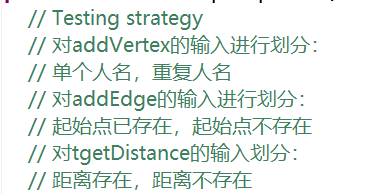 // Testing strategy
// 对addVertex的输入进行划分：
// 单个人名，重复人名
// 对addEdge的输入进行划分：
// 起始点已存在，起始点不存在
// 对tgetDistance的输入划分：
// 距离存在，距离不存在